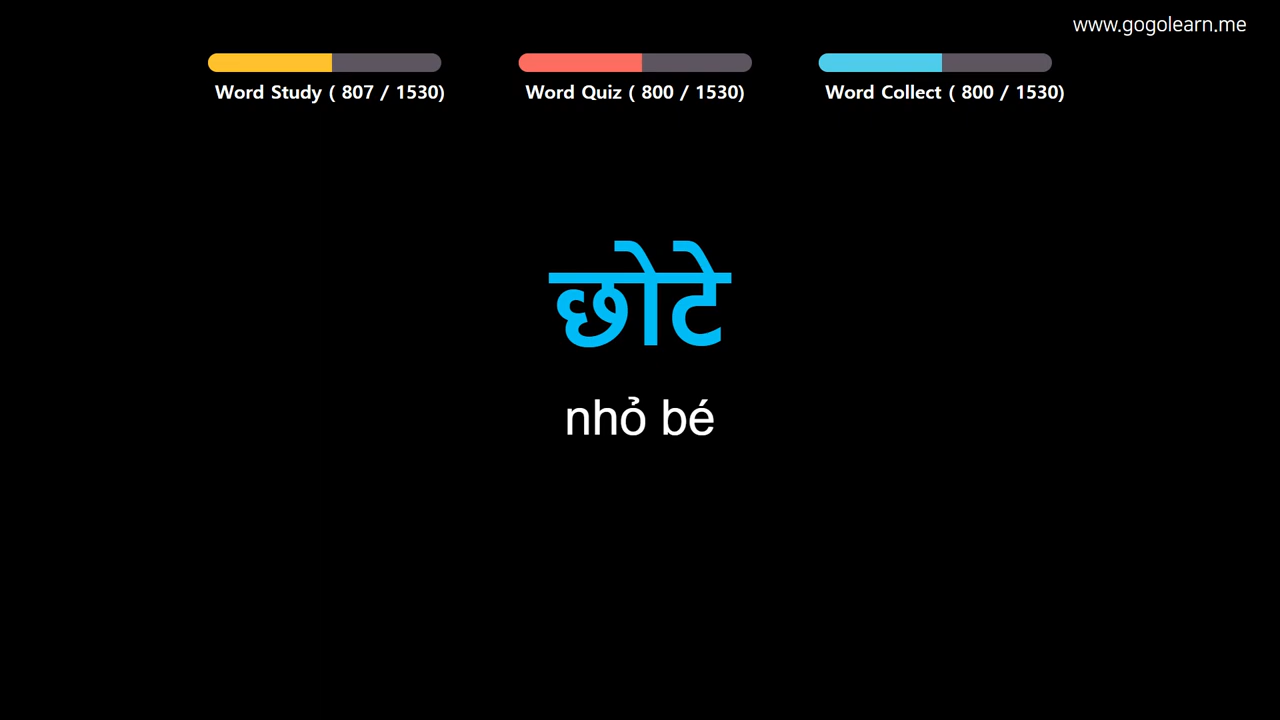 www.gogolearn.me
Word Study ( 807 / 1530)
Word Quiz ( 800 / 1530)
Word Collect ( 800 / 1530)
छोटे
nhỏ bé